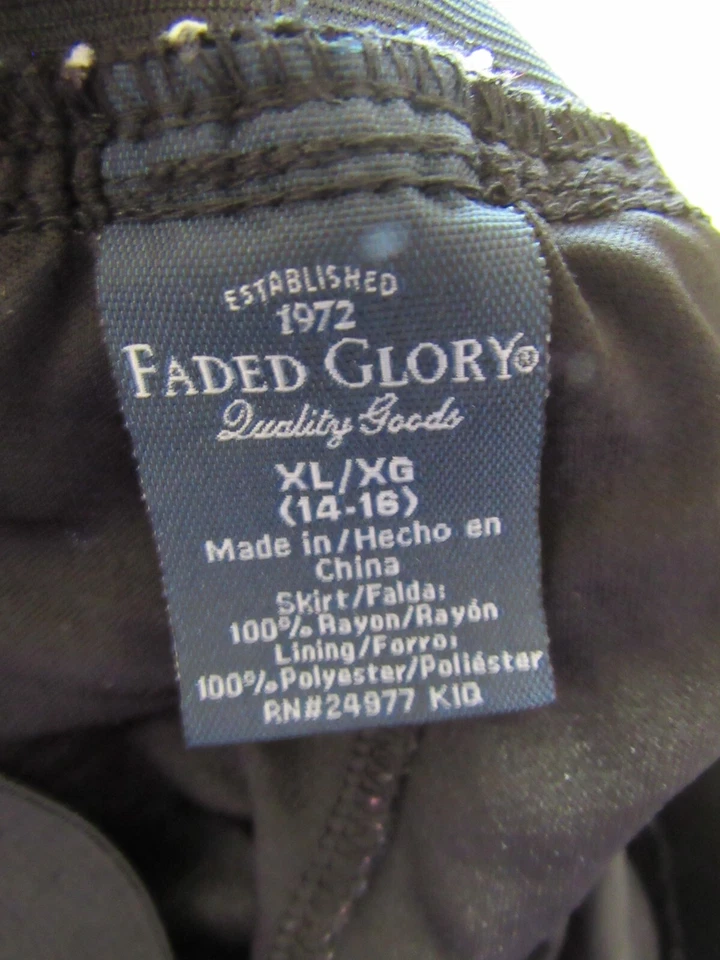 ESTABLISHED
1972
FADED GLORY®
Quality Goods
XL/XG
(14-16)
Made in/Hecho en
China
Skirt/Falda:
100% Rayon/Rayón
Lining/Forro:
100% Polyester/Poliéster
RN#24977 KIQ